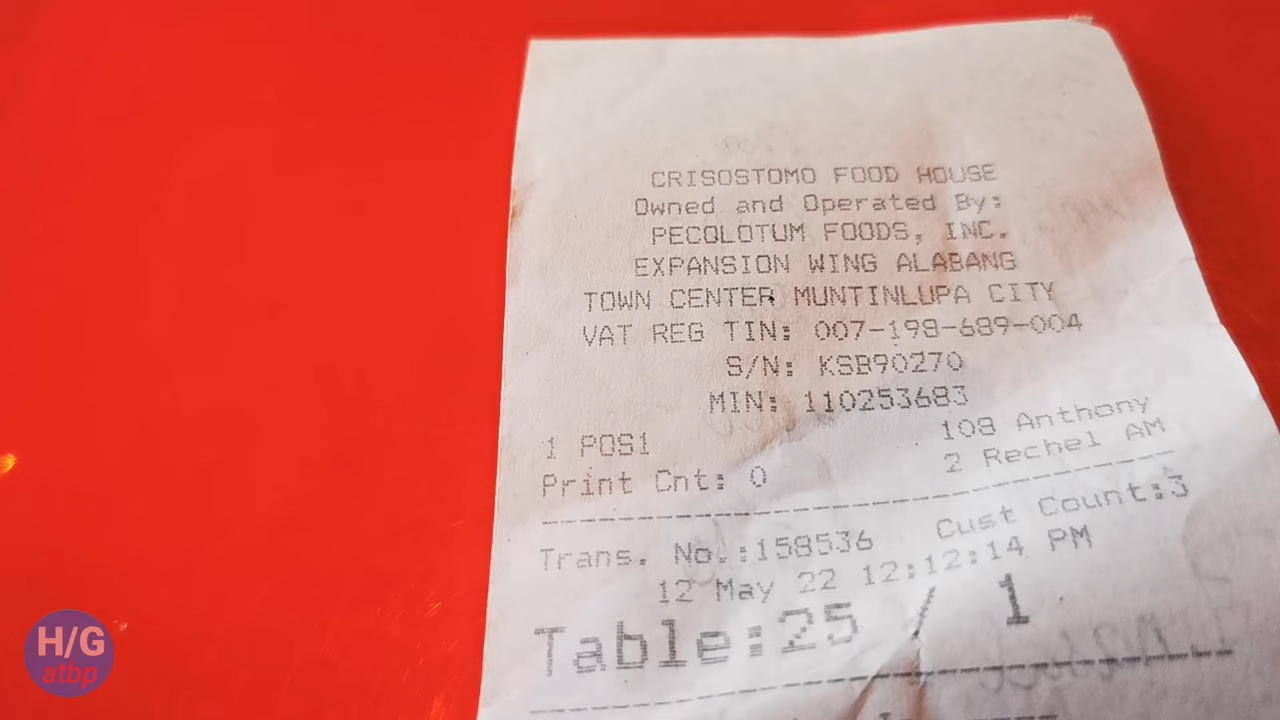 CRISOSTOMO FOOD HOUSE
Owned and Operated By:
PECOLOTUM FOODS, INC.
EXPANSION WING ALABANG
TOWN CENTER MUNTINLUPA CITY
VAT REG TIN: 007-198-689-004
S/N: KSB90270
MIN: 110253683
1 POS1 108 Anthony
Print Cnt: 0 2 Rechel AM
Trans. No.:158536 Cust Count:3
12 May 22 12:12:14 PM
Table:25 / 1
H/G
atbp